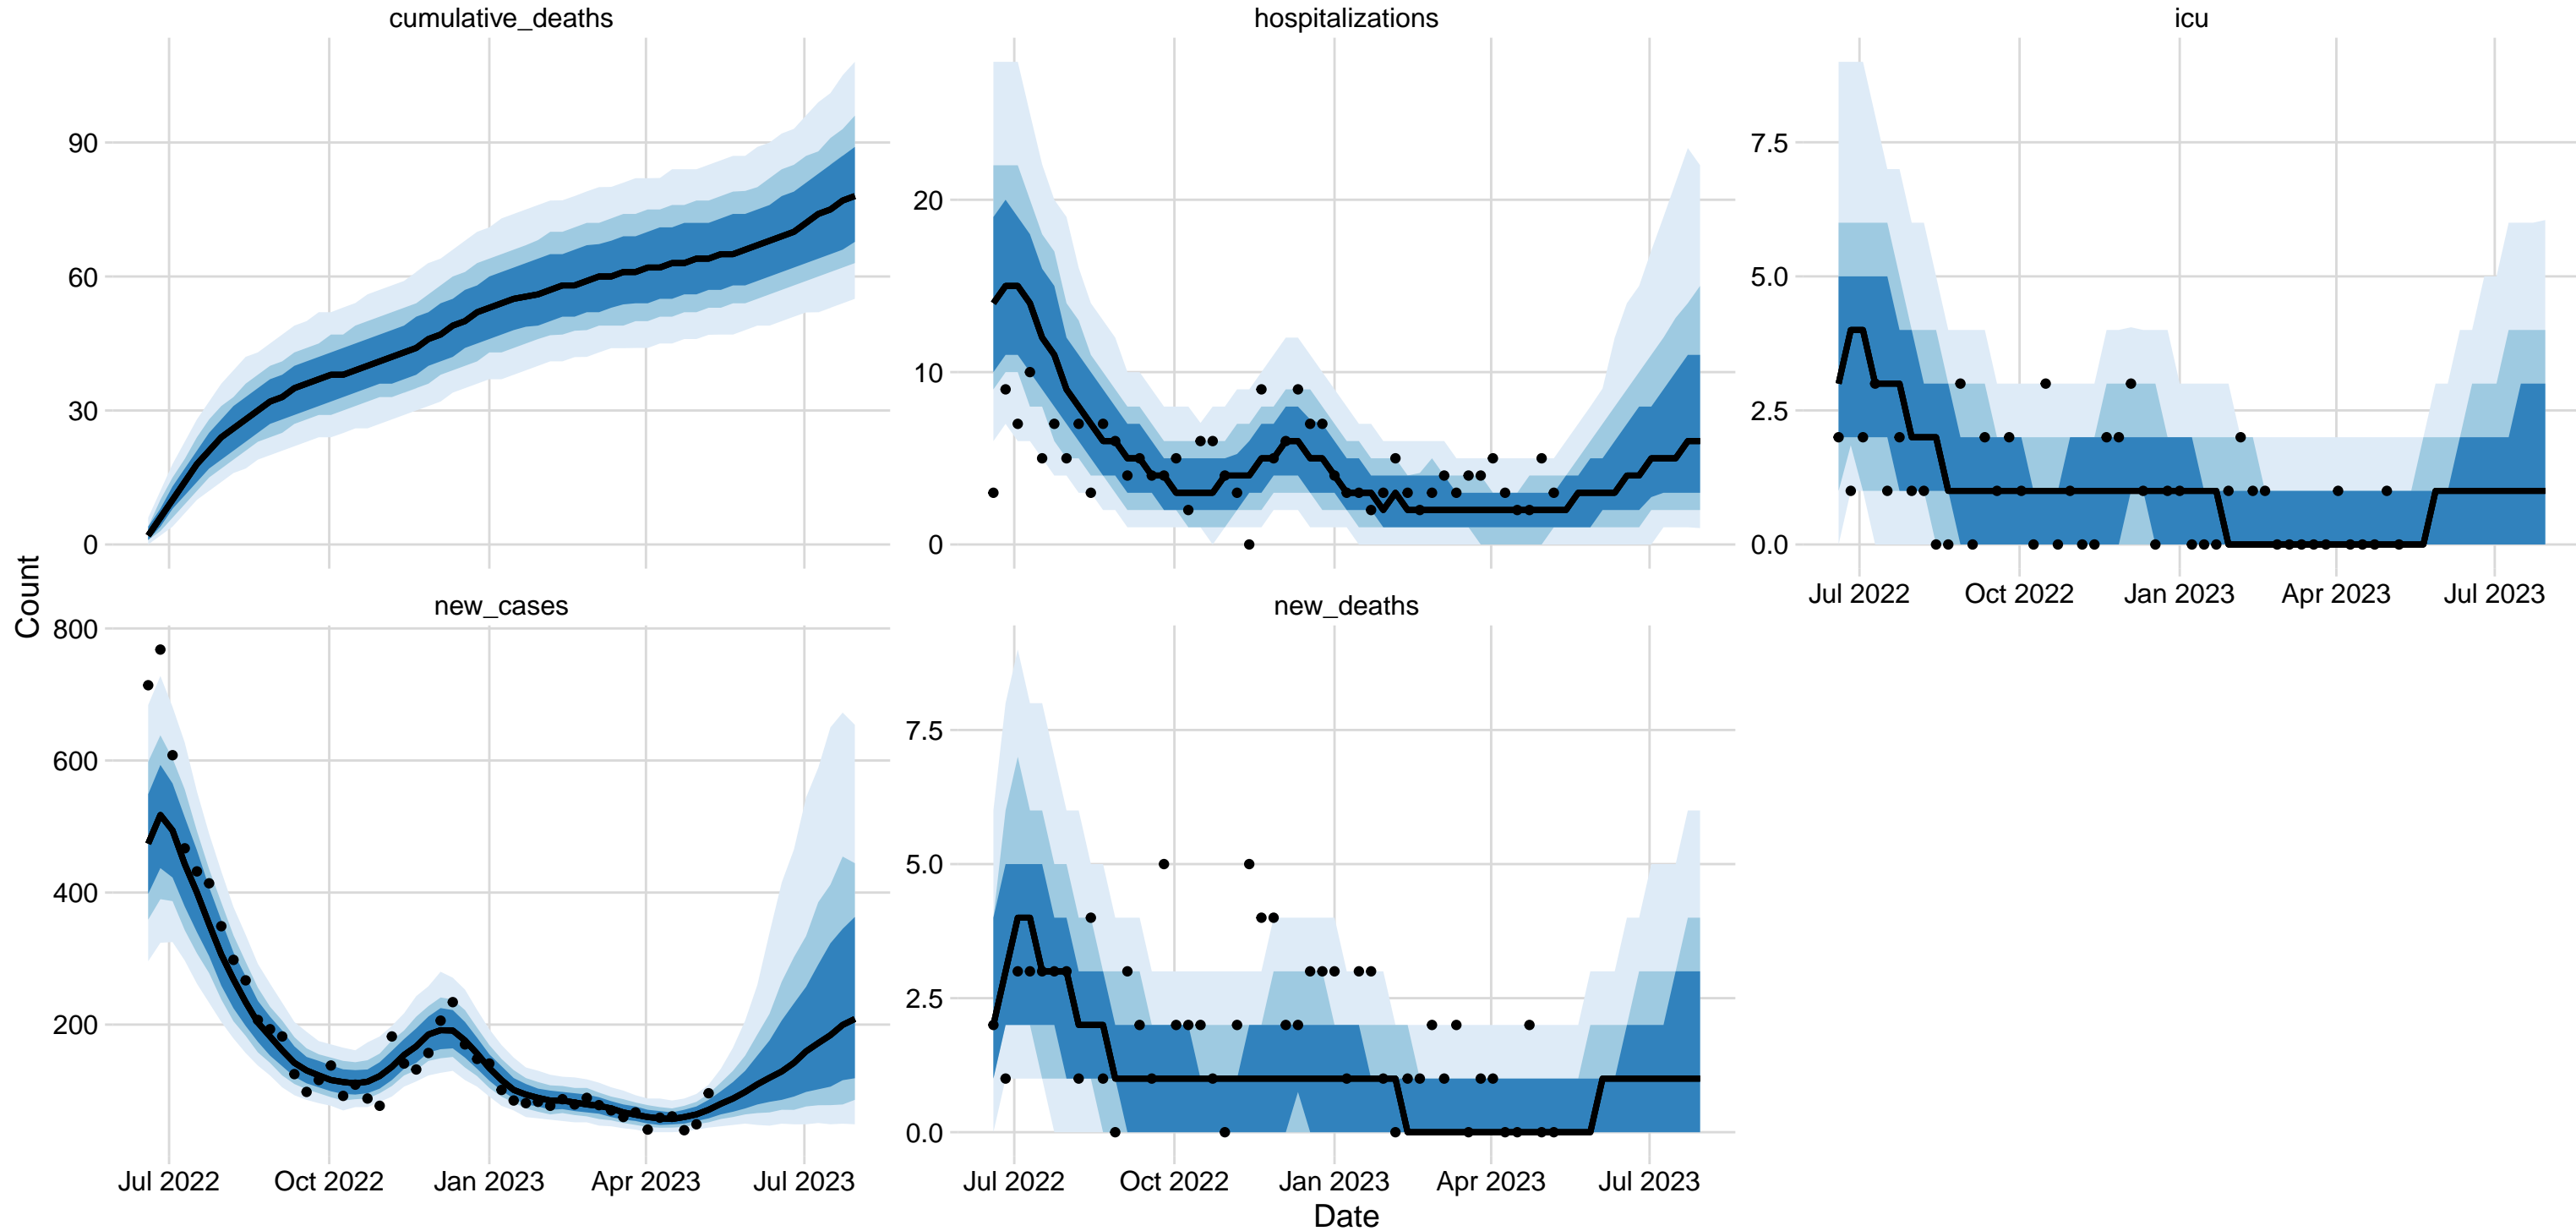 cumulative_deaths
hospitalizations
icu
90
60
30
0
20
10
0
7.5
5.0
2.5
0.0
Jul 2022 Oct 2022 Jan 2023 Apr 2023 Jul 2023
Count
new_cases
new_deaths
800
600
400
200
7.5
5.0
2.5
0.0
Jul 2022 Oct 2022 Jan 2023 Apr 2023 Jul 2023
Jul 2022 Oct 2022 Jan 2023 Apr 2023 Jul 2023
Date